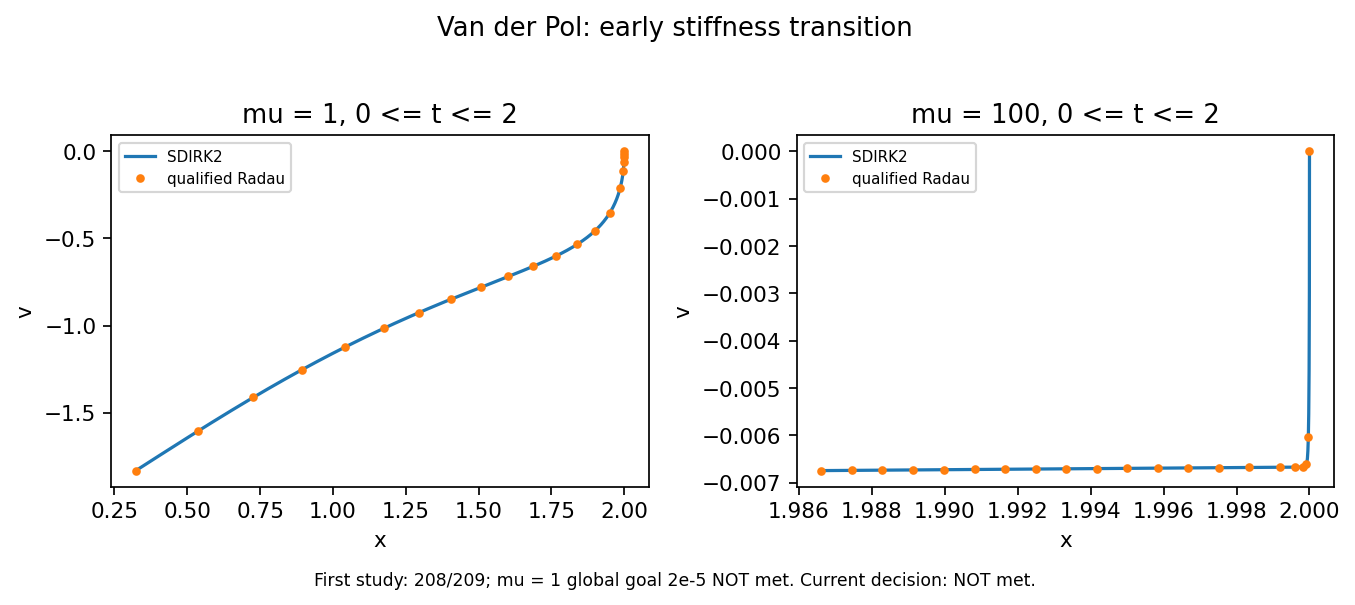 Van der Pol: early stiffness transition
mu = 1, 0 <= t <= 2
SDIRK2
qualified Radau
0.0
−0.5
−1.0
−1.5
v
0.25 0.50 0.75 1.00 1.25 1.50 1.75 2.00
x
mu = 100, 0 <= t <= 2
SDIRK2
qualified Radau
0.000
−0.001
−0.002
−0.003
−0.004
−0.005
−0.006
−0.007
v
1.986 1.988 1.990 1.992 1.994 1.996 1.998 2.000
x
First study: 208/209; mu = 1 global goal 2e-5 NOT met. Current decision: NOT met.